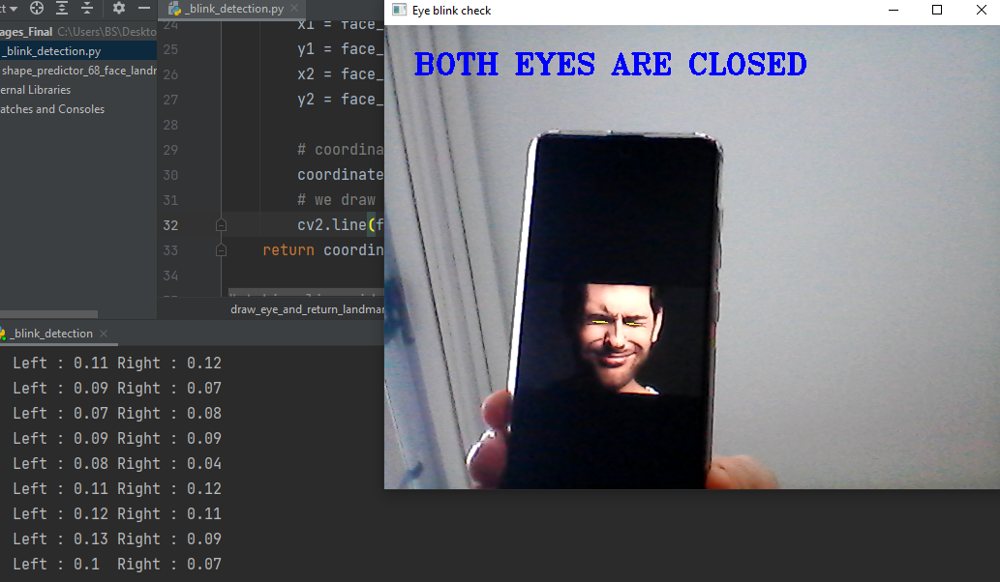 ct
_blink_detection.py
ages_Final C:\Users\BS\Deskto
_blink_detection.py
shape_predictor_68_face_landr
ernal Libraries
atches and Consoles
24 x1 = face_
25 y1 = face_
26 x2 = face_
27 y2 = face_
28
29 # coordina
30 coordinate
31 # we draw
32 cv2.line(f
33 return coordin
34
draw_eye_and_return_landmar
Eye blink check
BOTH EYES ARE CLOSED
_blink_detection
Left : 0.11 Right : 0.12
Left : 0.09 Right : 0.07
Left : 0.07 Right : 0.08
Left : 0.09 Right : 0.09
Left : 0.08 Right : 0.04
Left : 0.11 Right : 0.12
Left : 0.12 Right : 0.11
Left : 0.13 Right : 0.09
Left : 0.1 Right : 0.07